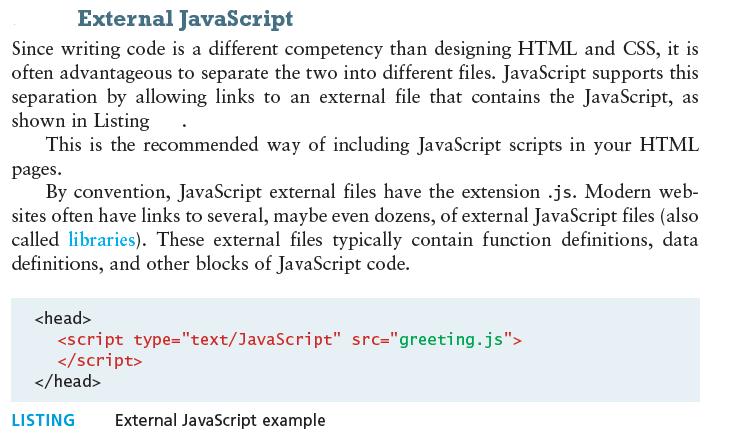 External JavaScript
Since writing code is a different competency than designing HTML and CSS, it is
often advantageous to separate the two into different files. JavaScript supports this
separation by allowing links to an external file that contains the JavaScript, as
shown in Listing .
This is the recommended way of including JavaScript scripts in your HTML
pages.
By convention, JavaScript external files have the extension .js. Modern web-
sites often have links to several, maybe even dozens, of external JavaScript files (also
called libraries). These external files typically contain function definitions, data
definitions, and other blocks of JavaScript code.
<head>
<script type="text/JavaScript" src="greeting.js">
</script>
</head>
LISTING External JavaScript example